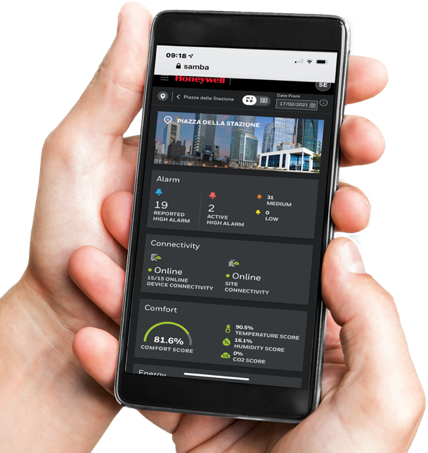 09:18
samba
Honeywell
SE
Piazza della Stazione
Date From
17/02/2021
PIAZZA DELLA STAZIONE
Alarm
19
REPORTED
HIGH ALARM
2
ACTIVE
HIGH ALARM
31
MEDIUM
0
LOW
Connectivity
Online
15/15 ONLINE
DEVICE CONNECTIVITY
Online
SITE
CONNECTIVITY
Comfort
81.6%
COMFORT SCORE
90.5%
TEMPERATURE SCORE
16.1%
HUMIDITY SCORE
0%
CO2 SCORE
Energy